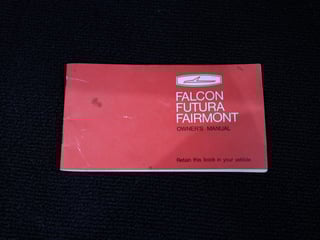 FALCON
FUTURA
FAIRMONT
OWNER'S MANUAL
Retain this book in your vehicle